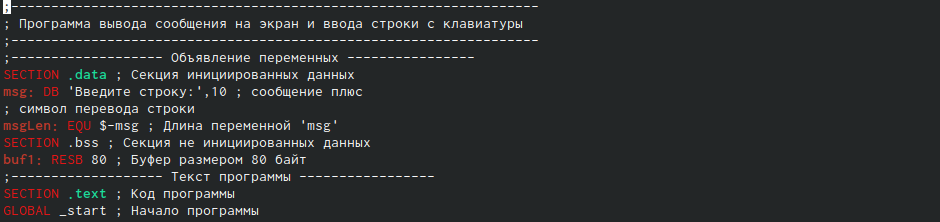 ;--------------------------------------------------------------------
; Программа вывода сообщения на экран и ввода строки с клавиатуры
;--------------------------------------------------------------------
;------------------- Объявление переменных ----------------
SECTION .data ; Секция инициированных данных
msg: DB 'Введите строку:',10 ; сообщение плюс
; символ перевода строки
msgLen: EQU $-msg ; Длина переменной 'msg'
SECTION .bss ; Секция не инициированных данных
buf1: RESB 80 ; Буфер размером 80 байт
;------------------- Текст программы -----------------
SECTION .text ; Код программы
GLOBAL _start ; Начало программы